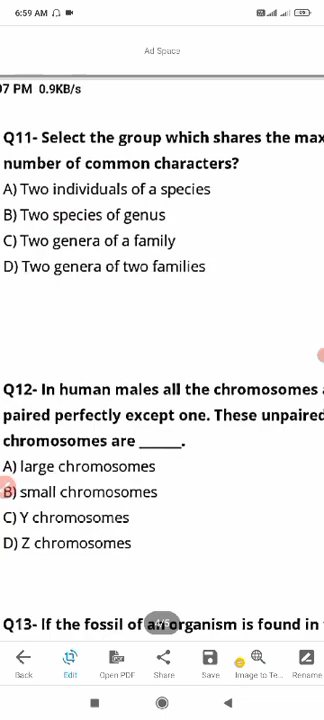 6:59 AM
Ad Space
07 PM 0.9KB/s
Q11- Select the group which shares the max
number of common characters?
A) Two individuals of a species
B) Two species of genus
C) Two genera of a family
D) Two genera of two families
Q12- In human males all the chromosomes a
paired perfectly except one. These unpaired
chromosomes are ______.
A) large chromosomes
B) small chromosomes
C) Y chromosomes
D) Z chromosomes
Q13- If the fossil of an organism is found in
Back Edit Open PDF Share Save Image to Te... Rename